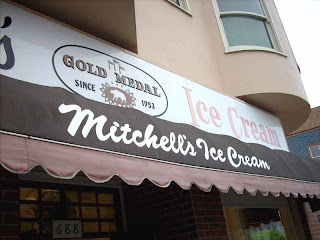 's
GOLD MEDAL
SINCE 1953
Ice Cream
Mitchell's Ice Cream
688